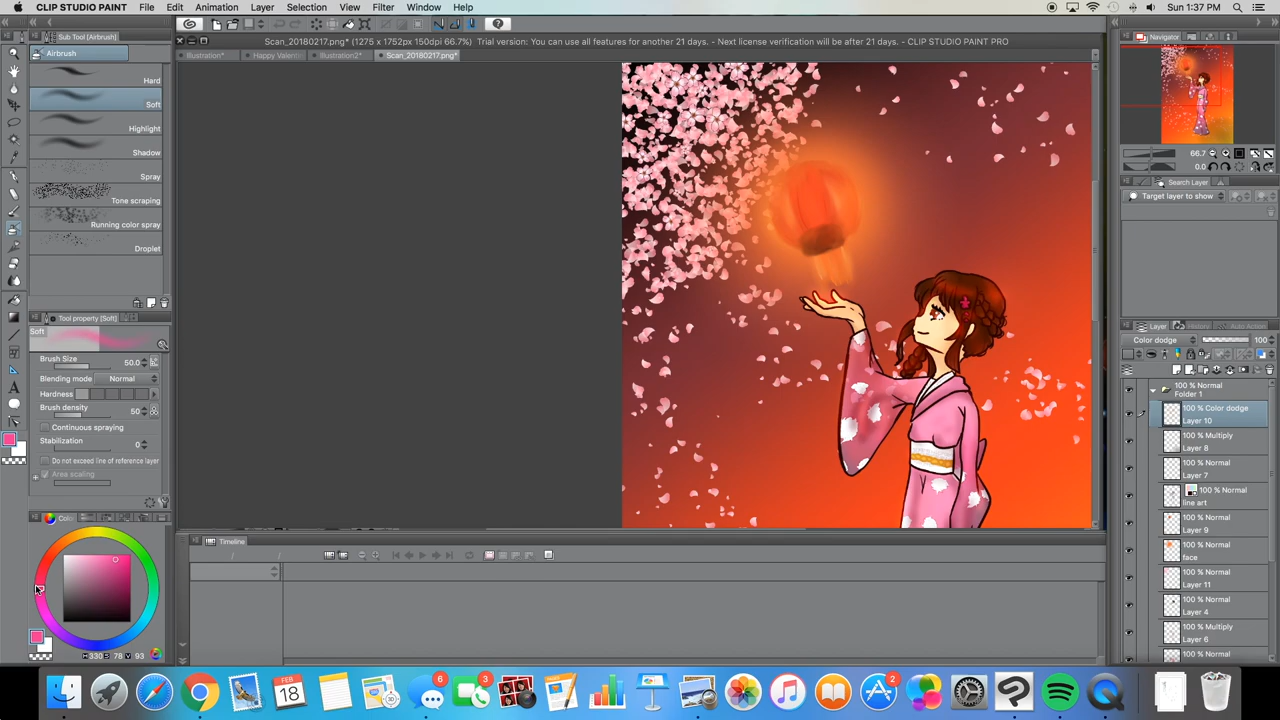 CLIP STUDIO PAINT File Edit Animation Layer Selection View Filter Window Help Sun 1:37 PM
Sub Tool [Airbrush]
Scan_20180217.png* (1275 x 1752px 150dpi 66.7%) Trial version: You can use all features for another 21 days. - Next license verification will be after 21 days. - CLIP STUDIO PAINT PRO
Navigator
Airbrush
Illustration* Happy Valen Illustration2* Scan_20180217.png*
Hard
Soft
Highlight
Shadow
Spray
Tone scraping
Running color spray
Droplet
66.7
0.0
Search Layer
Target layer to show
Tool property [Soft]
Soft
Brush Size 50.0
Blending mode Normal
Hardness
Brush density 50
Continuous spraying
Stabilization 0
Do not exceed line of reference layer
Area scaling
Layer History Auto Action
Color dodge 100
100 % Normal
Folder 1
100 % Color dodge
Layer 10
100 % Multiply
Layer 8
100 % Normal
Layer 7
100 % Normal
line art
100 % Normal
Layer 9
100 % Normal
face
100 % Normal
Layer 11
100 % Normal
Layer 4
100 % Multiply
Layer 6
100 % Normal
Colo
Timeline
H 330 S 78 V 93
6
3
FEB
18
2